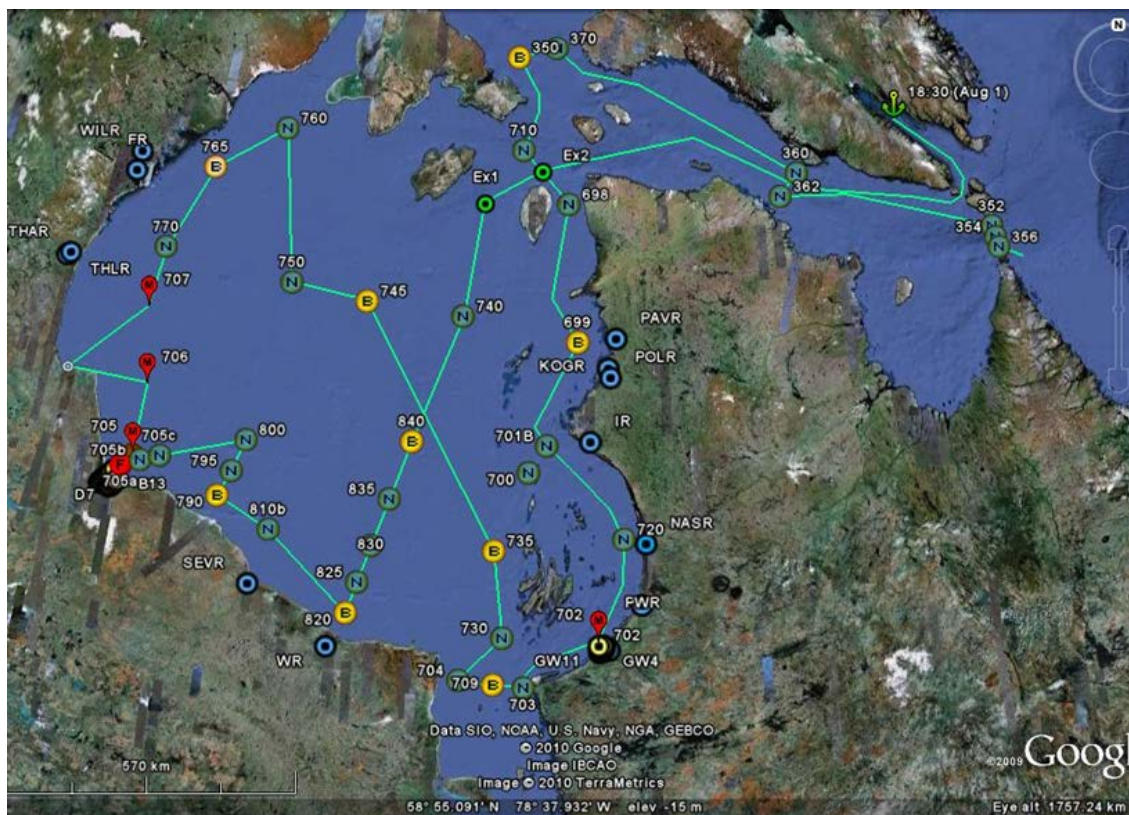 N
B
350
370
18:30 (Aug 1)
WILR
FR
760
N
710
N
765
B
Ex2
360
N
Ex1
698
N
362
N
352
354
N
356
THAR
770
N
THLR
707
M
750
N
745
B
740
N
699
B
PAVR
KOGR
POLR
706
M
IR
840
B
701B
N
705
M
705c
800
N
705b
N
N
F
795
N
700
N
D7
705a
B13
790
B
835
N
810b
N
NASR
720
N
830
N
735
B
SEVR
825
N
820
B
PWR
702
M
730
N
702
WR
GW11
GW4
704
N
709
B
N
703
Data SIO, NOAA, U.S. Navy, NGA, GEBCO
© 2010 Google
Image IBCAO
Image © 2010 TerraMetrics
©2009 Googl
570 km
58° 55.091' N 78° 37.932' W elev -15 m
Eye alt 1757.24 km